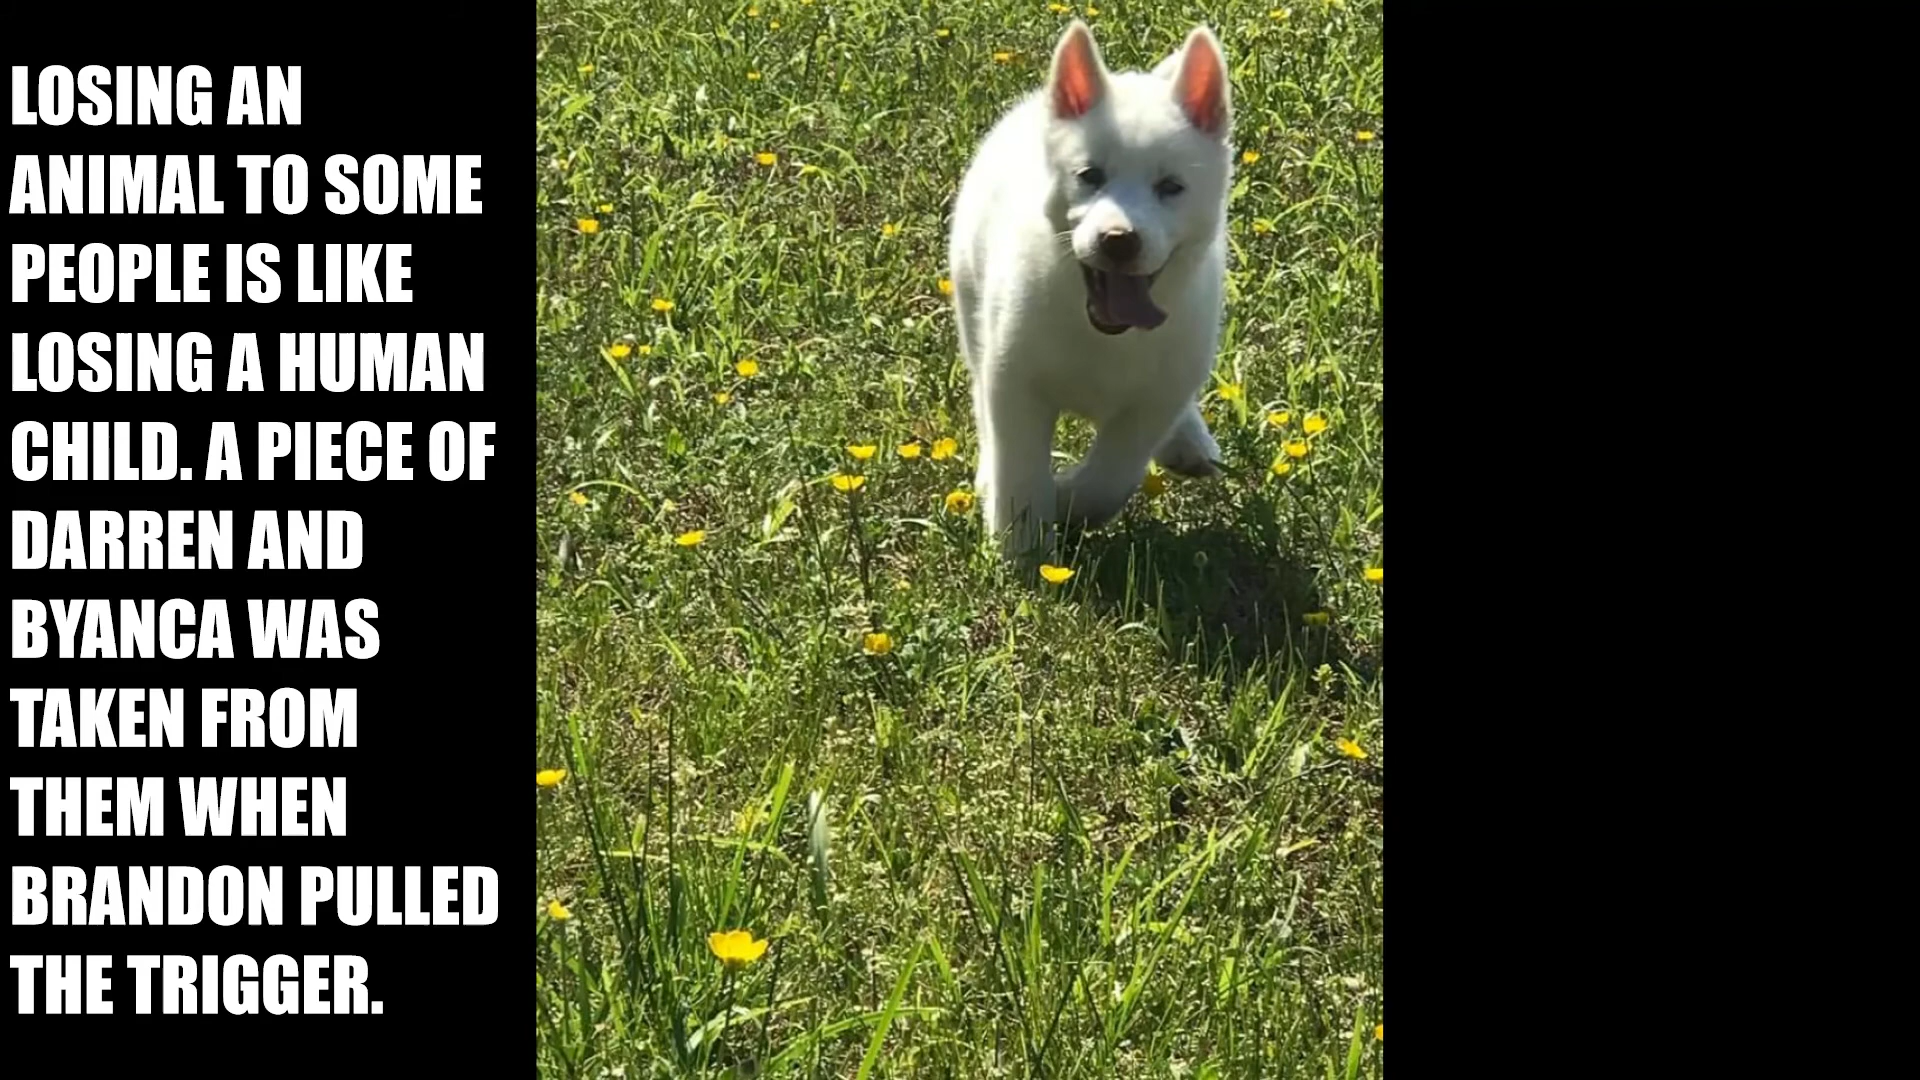 LOSING AN
ANIMAL TO SOME
PEOPLE IS LIKE
LOSING A HUMAN
CHILD. A PIECE OF
DARREN AND
BYANCA WAS
TAKEN FROM
THEM WHEN
BRANDON PULLED
THE TRIGGER.